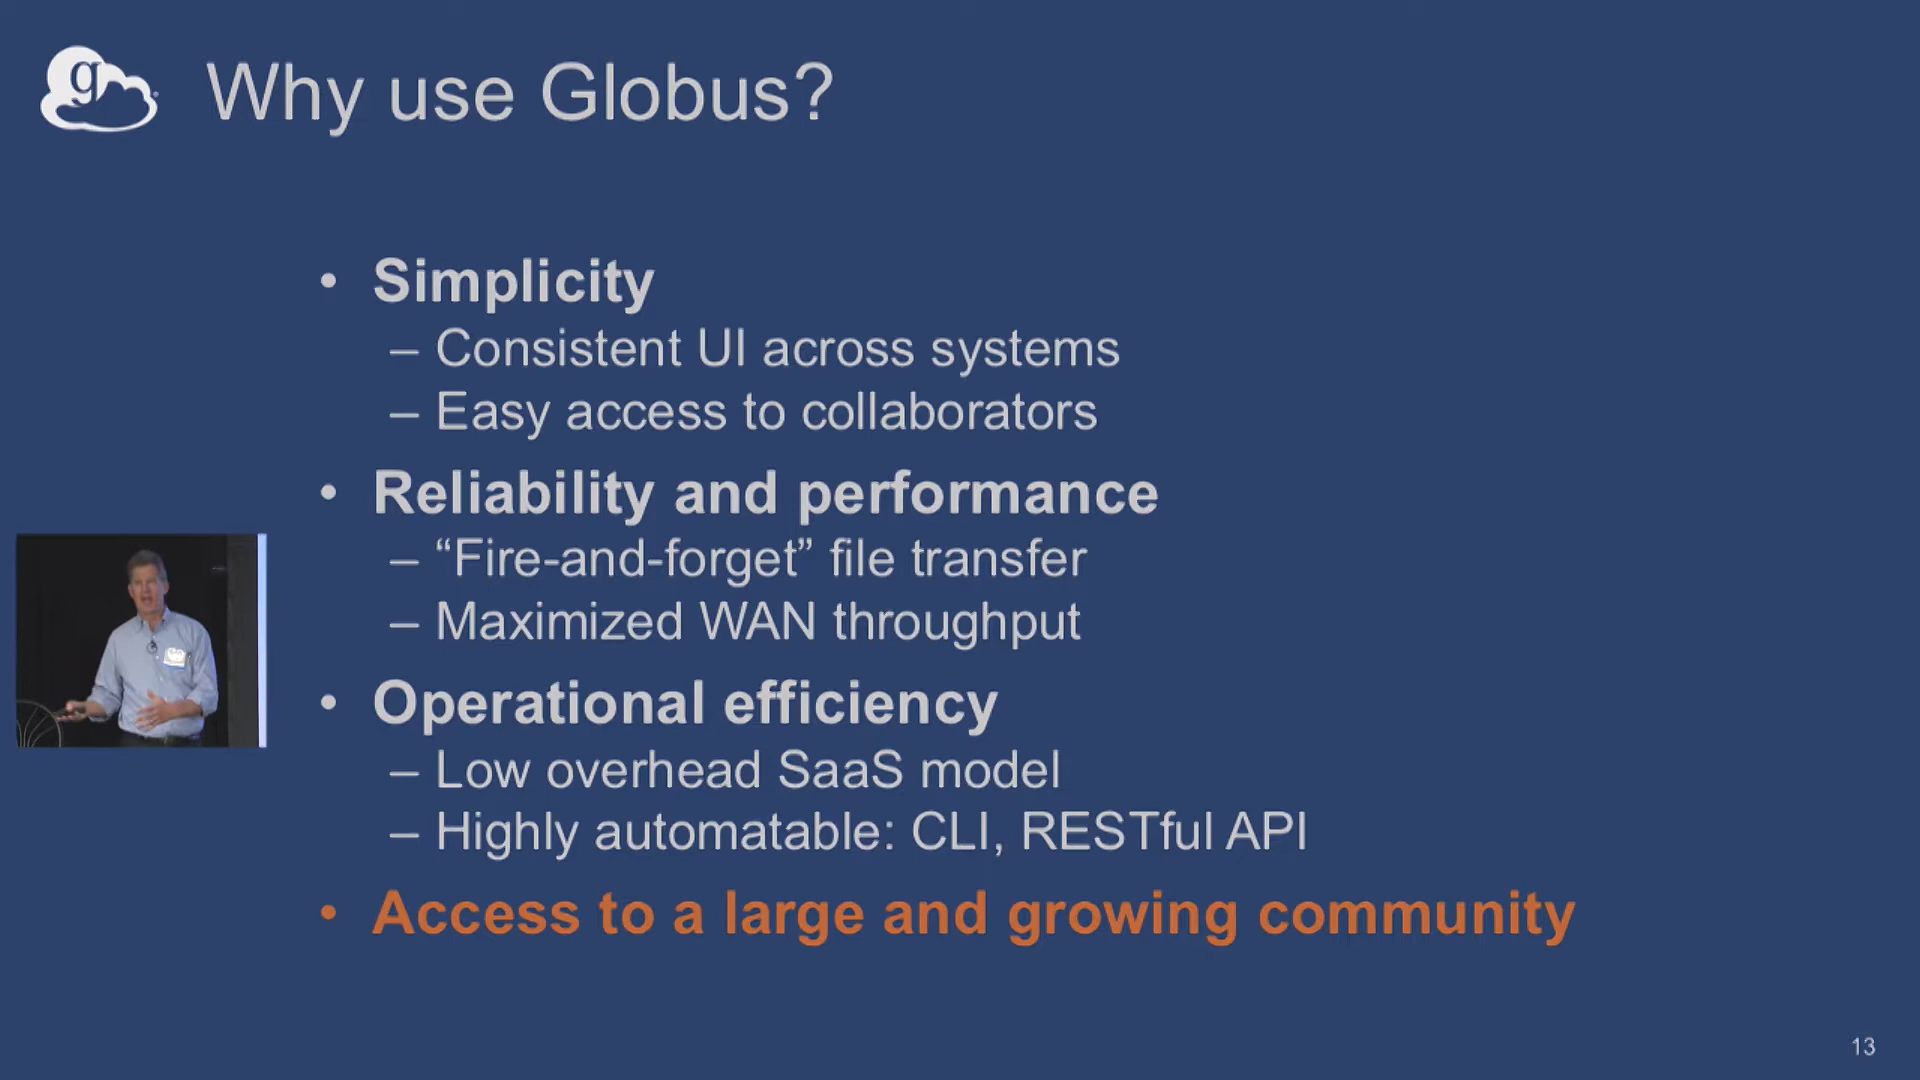 g
Why use Globus?
• Simplicity
– Consistent UI across systems
– Easy access to collaborators
• Reliability and performance
– “Fire-and-forget” file transfer
– Maximized WAN throughput
• Operational efficiency
– Low overhead SaaS model
– Highly automatable: CLI, RESTful API
• Access to a large and growing community
13